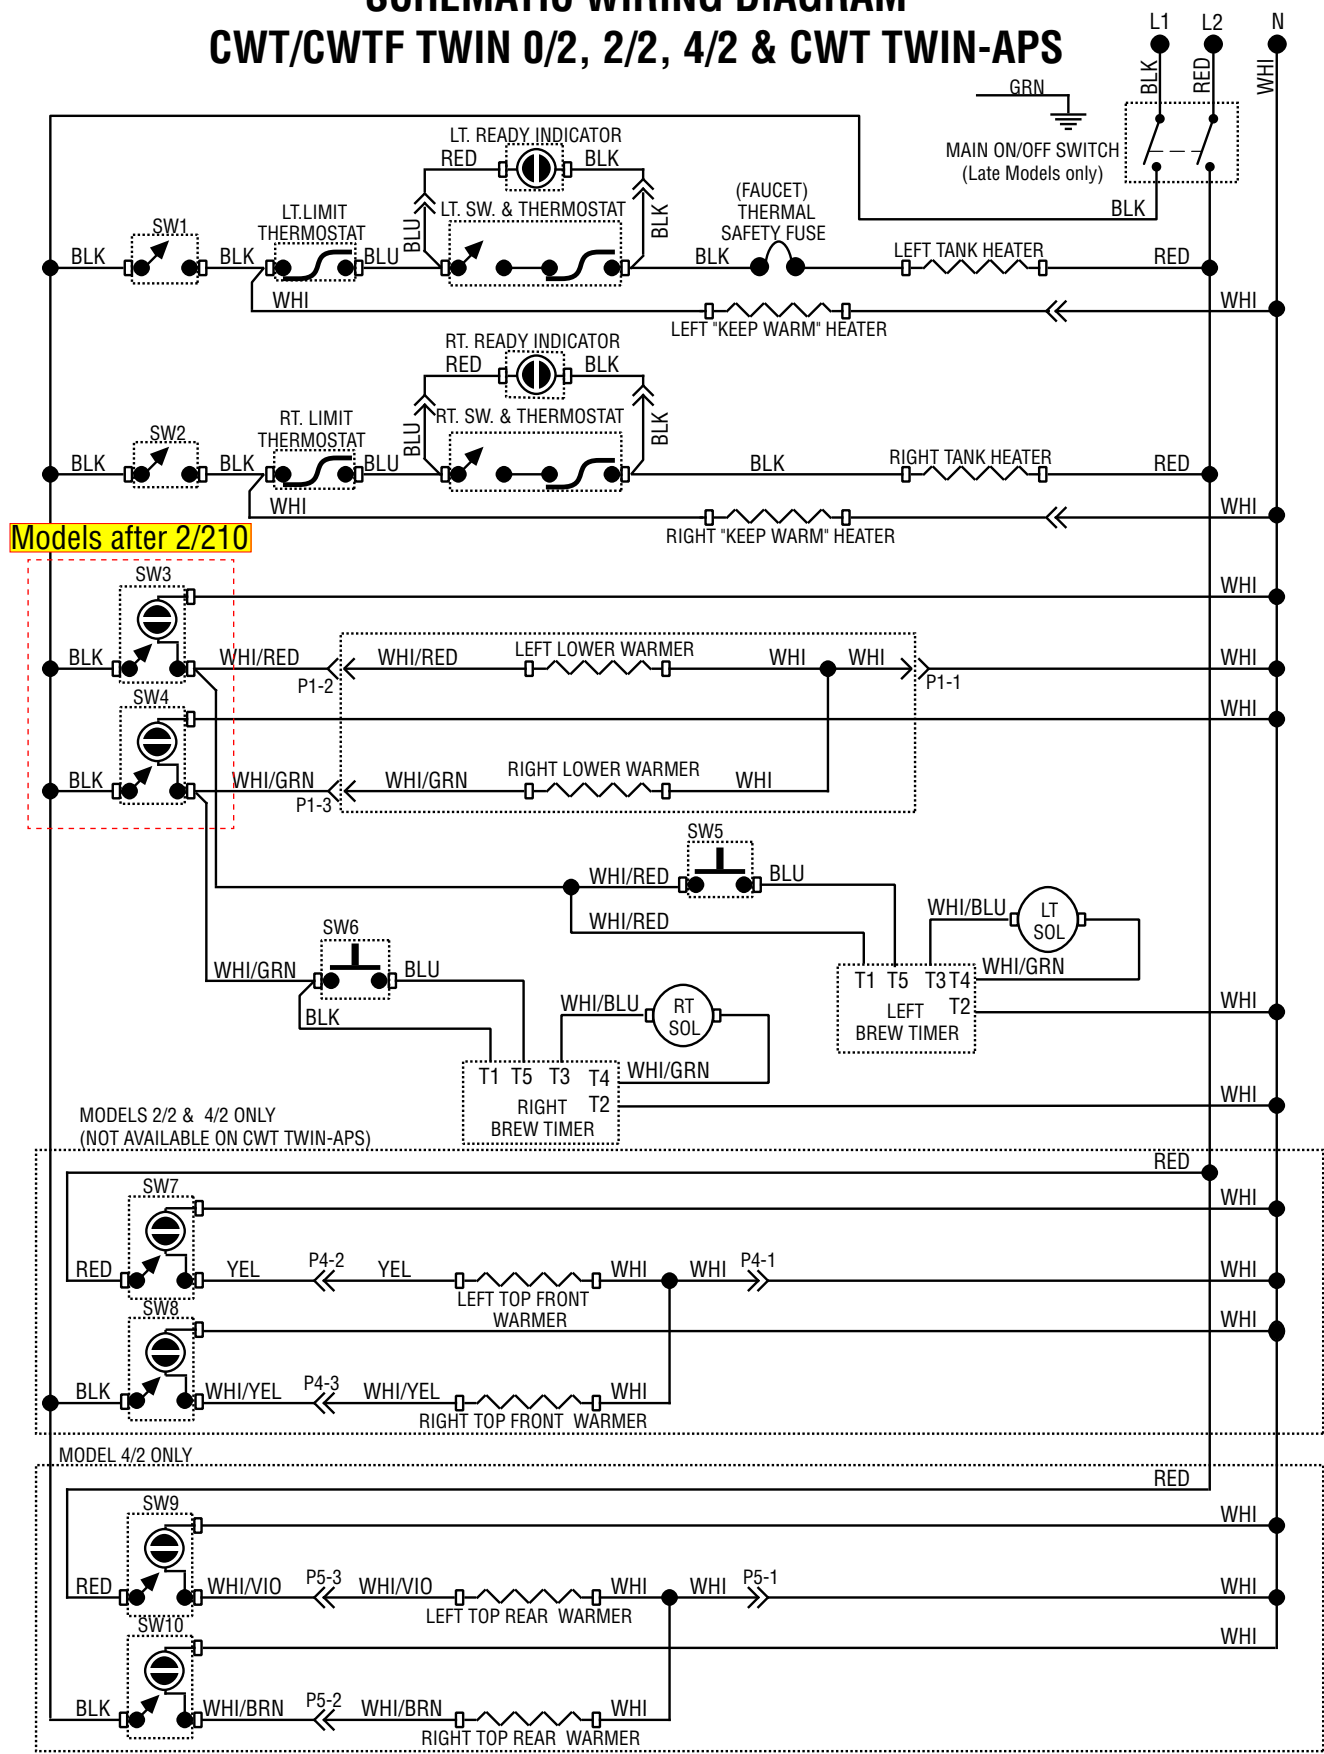 SCHEMATIC WIRING DIAGRAM
CWT/CWTF TWIN 0/2, 2/2, 4/2 & CWT TWIN-APS
L1 L2 N
BLK RED WHI
GRN
MAIN ON/OFF SWITCH
(Late Models only)
BLK
LT. READY INDICATOR
RED BLK
LT. SW. & THERMOSTAT
BLU BLK
(FAUCET)
THERMAL
SAFETY FUSE
SW1
LT.LIMIT
THERMOSTAT
LEFT TANK HEATER
BLK BLK BLU BLK RED
WHI WHI
LEFT "KEEP WARM" HEATER
RT. READY INDICATOR
RED BLK
RT. SW. & THERMOSTAT
BLU BLK
SW2
RT. LIMIT
THERMOSTAT
RIGHT TANK HEATER
BLK BLK BLU BLK RED
WHI WHI
RIGHT "KEEP WARM" HEATER
Models after 2/210
SW3
WHI
BLK WHI/RED WHI/RED LEFT LOWER WARMER WHI WHI WHI
P1-2 P1-1
SW4
WHI
BLK WHI/GRN WHI/GRN RIGHT LOWER WARMER WHI
P1-3
SW5
WHI/RED BLU
WHI/RED
WHI/BLU LT
SOL
WHI/GRN
SW6
WHI/GRN BLU
BLK
T1 T5 T3 T4
LEFT T2 WHI
BREW TIMER
WHI/BLU RT
SOL
WHI/GRN
T1 T5 T3 T4
RIGHT T2 WHI
BREW TIMER
MODELS 2/2 & 4/2 ONLY
(NOT AVAILABLE ON CWT TWIN-APS)
RED
SW7
WHI
RED YEL P4-2 YEL WHI WHI P4-1 WHI
LEFT TOP FRONT
WARMER
SW8
WHI
BLK WHI/YEL P4-3 WHI/YEL WHI
RIGHT TOP FRONT WARMER
MODEL 4/2 ONLY
RED
SW9
WHI
RED WHI/VIO P5-3 WHI/VIO WHI WHI P5-1 WHI
LEFT TOP REAR WARMER
SW10
WHI
BLK WHI/BRN P5-2 WHI/BRN WHI
RIGHT TOP REAR WARMER